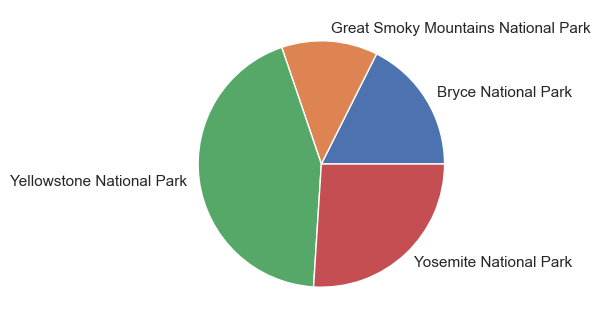 Great Smoky Mountains National Park
Bryce National Park
Yellowstone National Park
Yosemite National Park